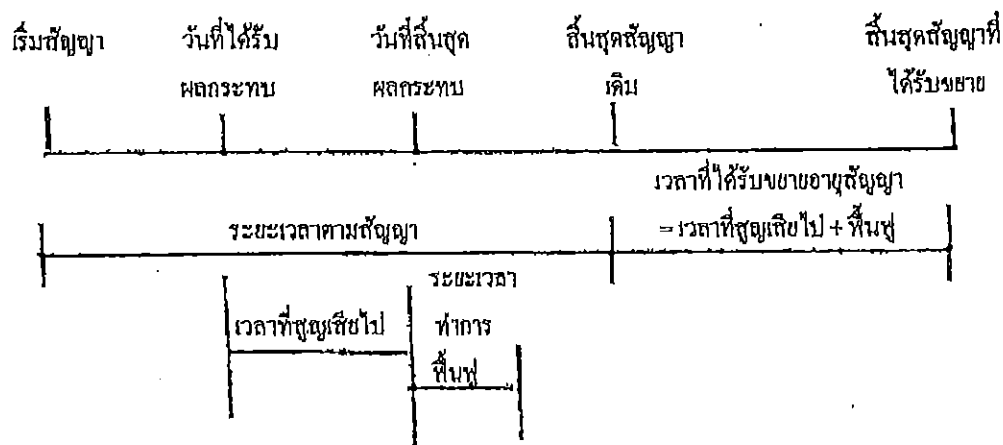 เริ่มสัญญา วันที่ได้รับ วันที่สิ้นสุด สิ้นสุดสัญญา สิ้นสุดสัญญาที่
ผลกระทบ ผลกระทบ เดิม ได้รับขยาย
เวลาที่ได้รับขยายอายุสัญญา
ระยะเวลาตามสัญญา =เวลาที่สูญเสียไป + ฟื้นฟู
ระยะเวลา
เวลาที่สูญเสียไป ทำการ
ฟื้นฟู